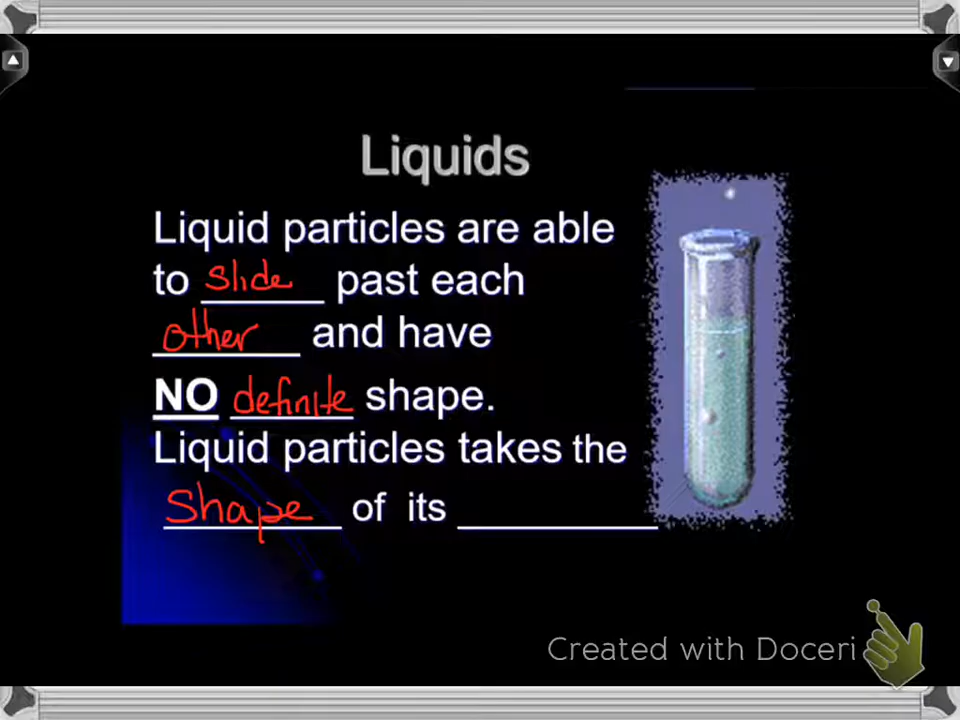 Liquids
Liquid particles are able
to slide past each
other and have
NO definite shape.
Liquid particles takes the
Shape of its __________
Created with Doceri